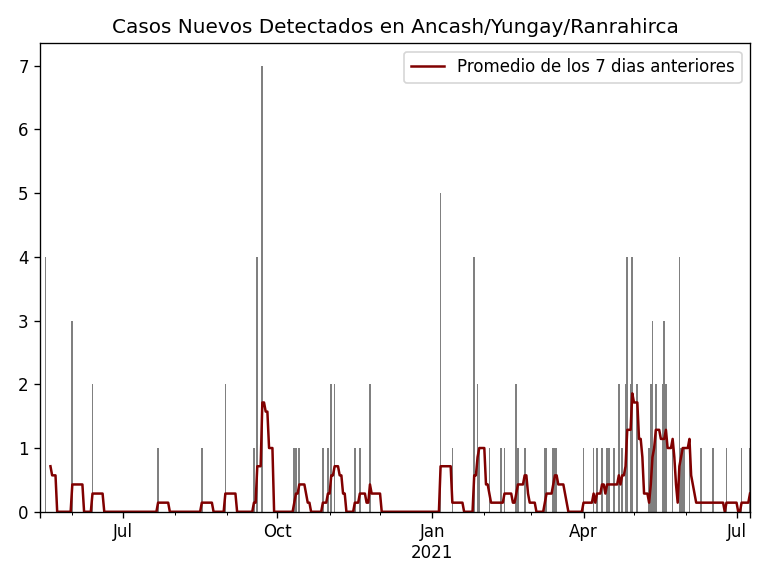 Casos Nuevos Detectados en Ancash/Yungay/Ranrahirca
Promedio de los 7 dias anteriores
7
6
5
4
3
2
1
0
Jul
Oct
Jan
Apr
Jul
2021